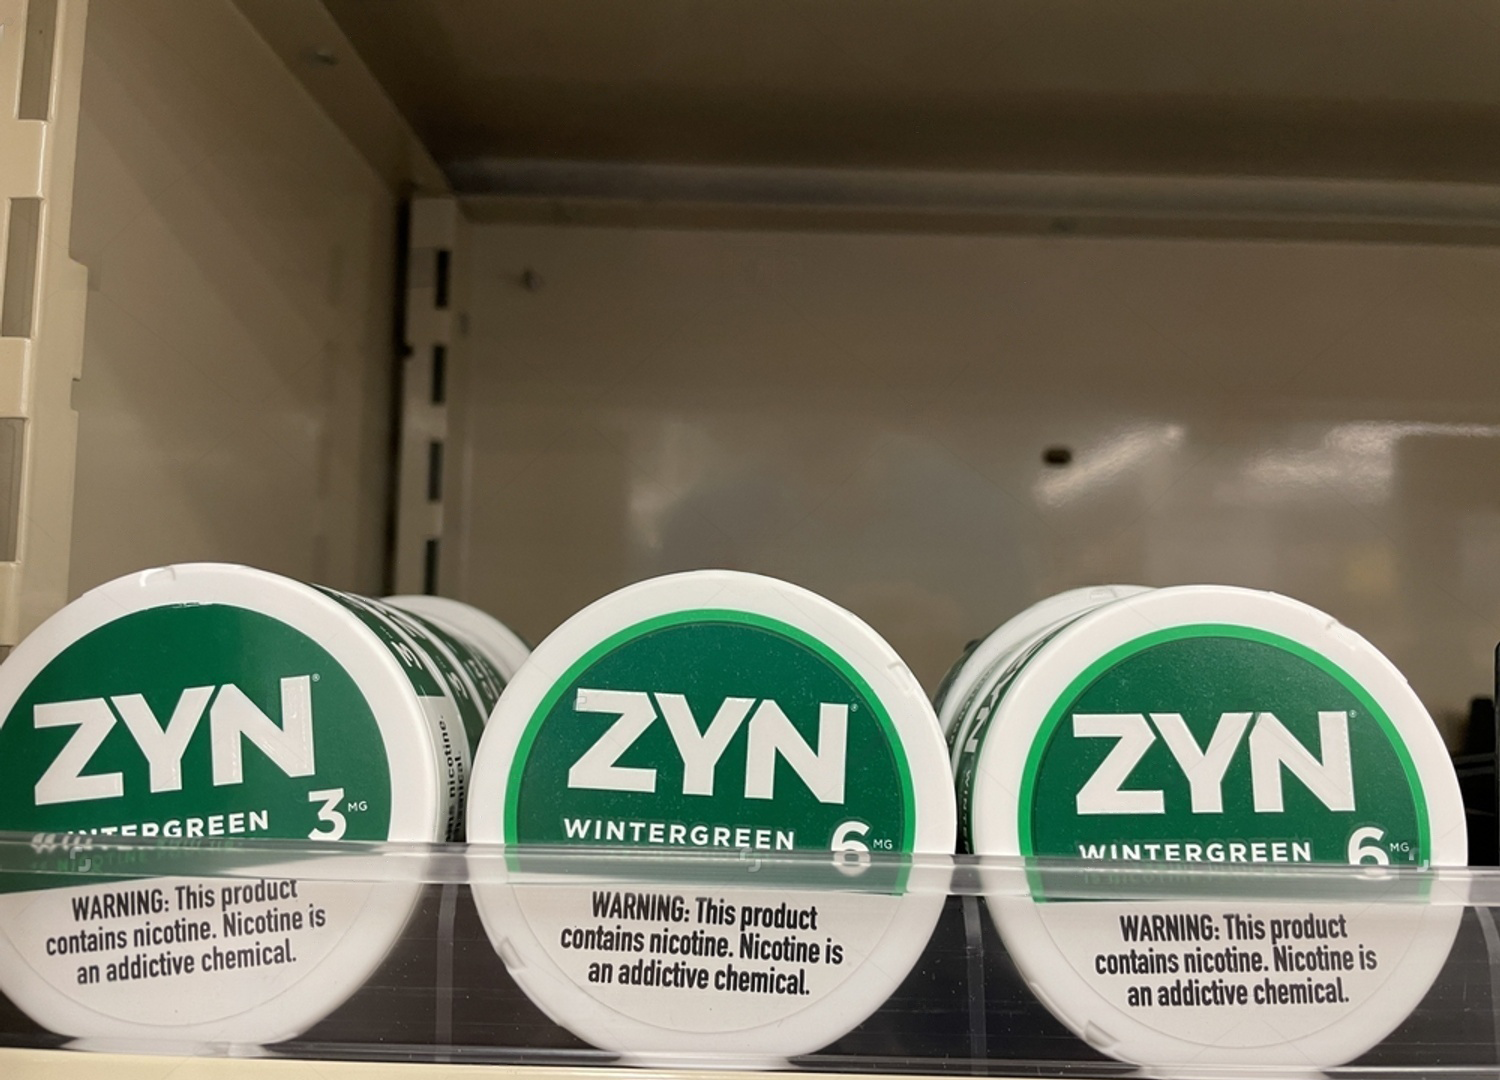 ZYN®
WINTERGREEN 3 MG
WARNING: This product
contains nicotine. Nicotine is
an addictive chemical.
ZYN®
WINTERGREEN 6 MG
WARNING: This product
contains nicotine. Nicotine is
an addictive chemical.
ZYN®
WINTERGREEN 6 MG
WARNING: This product
contains nicotine. Nicotine is
an addictive chemical.